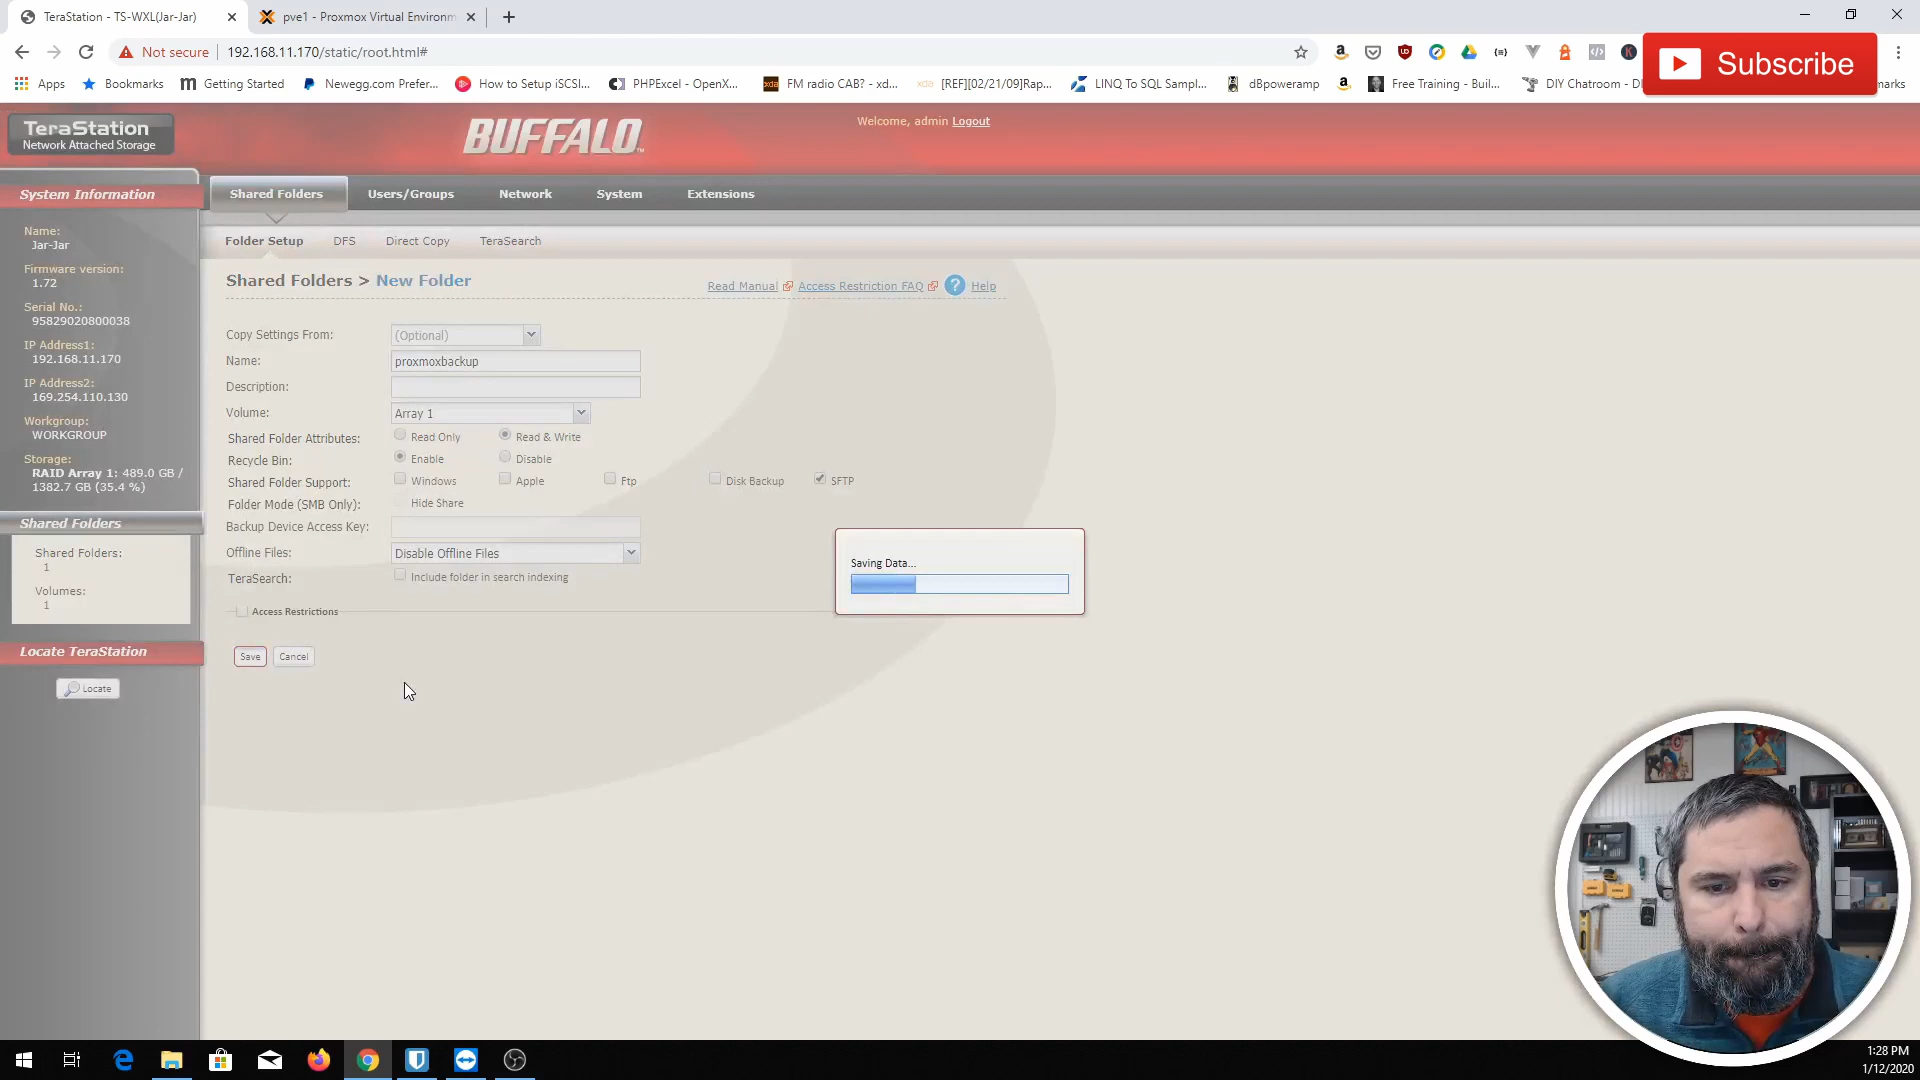 TeraStation - TS-WXL(Jar-Jar)
pve1 - Proxmox Virtual Environm
Not secure
192.168.11.170/static/root.html#
Subscribe
Apps
Bookmarks
Getting Started
Newegg.com Prefer...
How to Setup iSCSI...
PHPExcel - OpenX...
FM radio CAB? - xd...
[REF][02/21/09]Rap...
LINQ To SQL Sampl...
dBpoweramp
Free Training - Buil...
DIY Chatroom - D
marks
TeraStation
Network Attached Storage
BUFFALO™
Welcome, admin Logout
System Information
Shared Folders
Users/Groups
Network
System
Extensions
Folder Setup
DFS
Direct Copy
TeraSearch
Name:
Jar-Jar
Firmware version:
1.72
Serial No.:
95829020800038
IP Address1:
192.168.11.170
IP Address2:
169.254.110.130
Workgroup:
WORKGROUP
Storage:
RAID Array 1: 489.0 GB /
1382.7 GB (35.4 %)
Shared Folders
Shared Folders:
1
Volumes:
1
Locate TeraStation
Locate
Shared Folders > New Folder
Read Manual
Access Restriction FAQ
? Help
Copy Settings From:
(Optional)
Name:
proxmoxbackup
Description:
Volume:
Array 1
Shared Folder Attributes:
Read Only
Read & Write
Recycle Bin:
Enable
Disable
Shared Folder Support:
Windows
Apple
Ftp
Disk Backup
SFTP
Folder Mode (SMB Only):
Hide Share
Backup Device Access Key:
Offline Files:
Disable Offline Files
TeraSearch:
Include folder in search indexing
Access Restrictions
Save
Cancel
Saving Data...
1:28 PM
1/12/2020